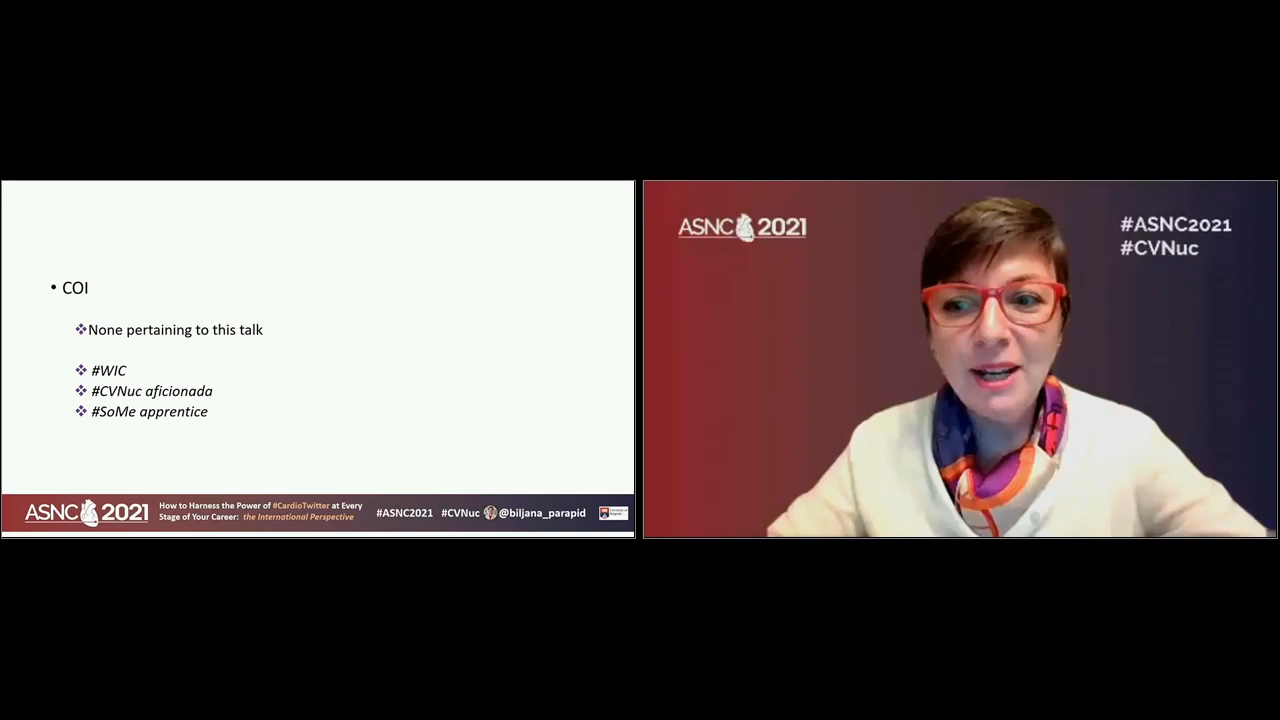 • COI
❖None pertaining to this talk
❖ #WIC
❖ #CVNuc aficionada
❖ #SoMe apprentice
ASNC 2021
How to Harness the Power of #CardioTwitter at Every
Stage of Your Career: the International Perspective
#ASNC2021 #CVNuc @biljana_parapid
ASNC 2021
#ASNC2021
#CVNuc